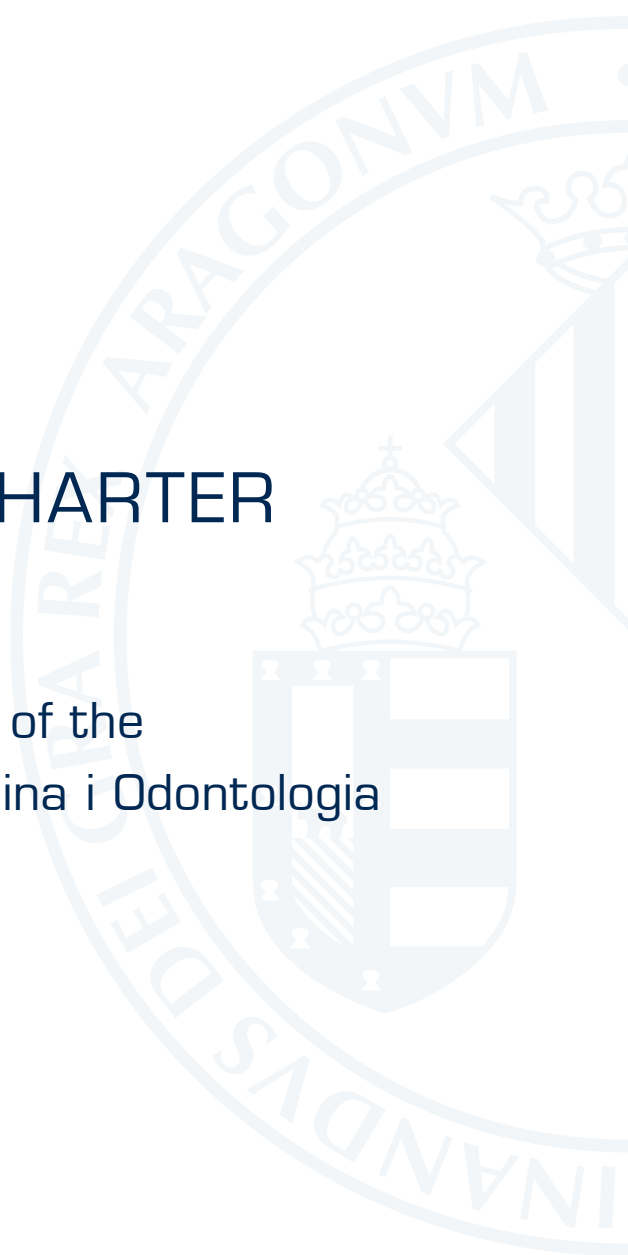 HARTER
of the
ina i Odontologia
ARAGONVM
INANDVS DEI GRA REX